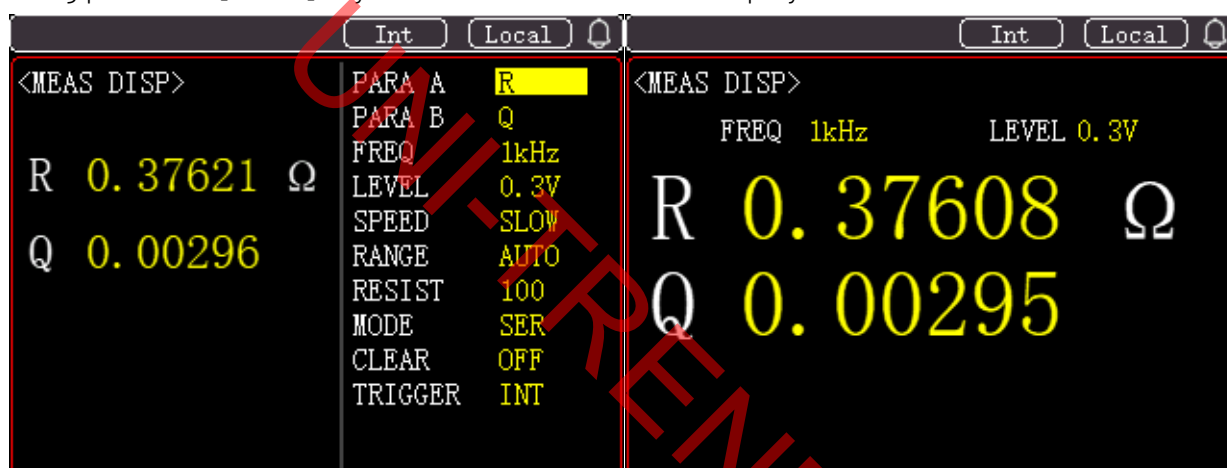 Int Local
<MEAS DISP>
R 0.37621 Ω
Q 0.00296
PARA A R
PARA B Q
FREQ 1kHz
LEVEL 0.3V
SPEED SLOW
RANGE AUTO
RESIST 100
MODE SER
CLEAR OFF
TRIGGER INT
Int Local
<MEAS DISP>
FREQ 1kHz LEVEL 0.3V
R 0.37608 Ω
Q 0.00295
UNI-TREN